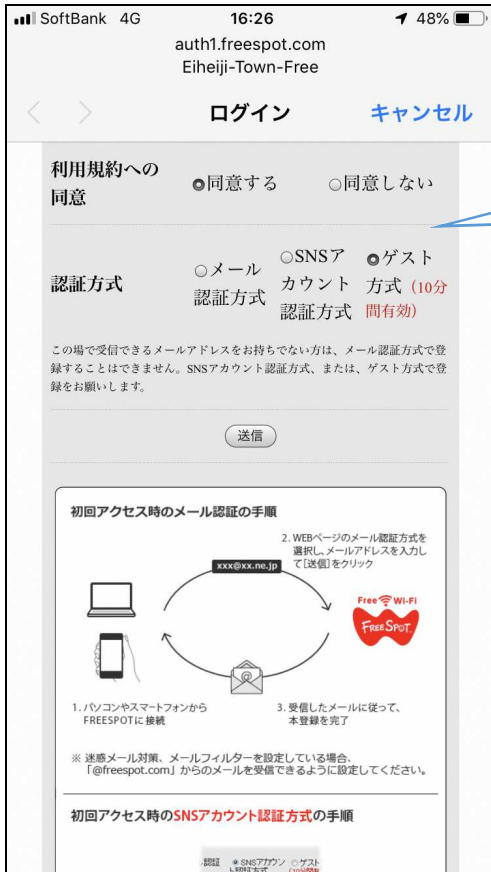 SoftBank 4G 16:26 48%
auth1.freespot.com
Eiheiji-Town-Free
ログイン キャンセル
利用規約への
同意
同意する 同意しない
認証方式
メール
認証方式
SNSア
カウント
認証方式
ゲスト
方式(10分
間有効)
この場で受信できるメールアドレスをお持ちでない方は、メール認証方式で登
録することはできません。SNSアカウント認証方式、または、ゲスト方式で登
録をお願いします。
送信
初回アクセス時のメール認証の手順
2. WEBページのメール認証方式を
選択し、メールアドレスを入力し
て[送信]をクリック
xxx@xx.ne.jp
Free Wi-Fi
FREESPOT
1. パソコンやスマートフォンから
FREESPOTに接続
3. 受信したメールに従って、
本登録を完了
※ 迷惑メール対策、メールフィルターを設定している場合、
「@freespot.com」からのメールを受信できるように設定してください。
初回アクセス時のSNSアカウント認証方式の手順
認証 SNSアカウン ゲスト
ト認証方式